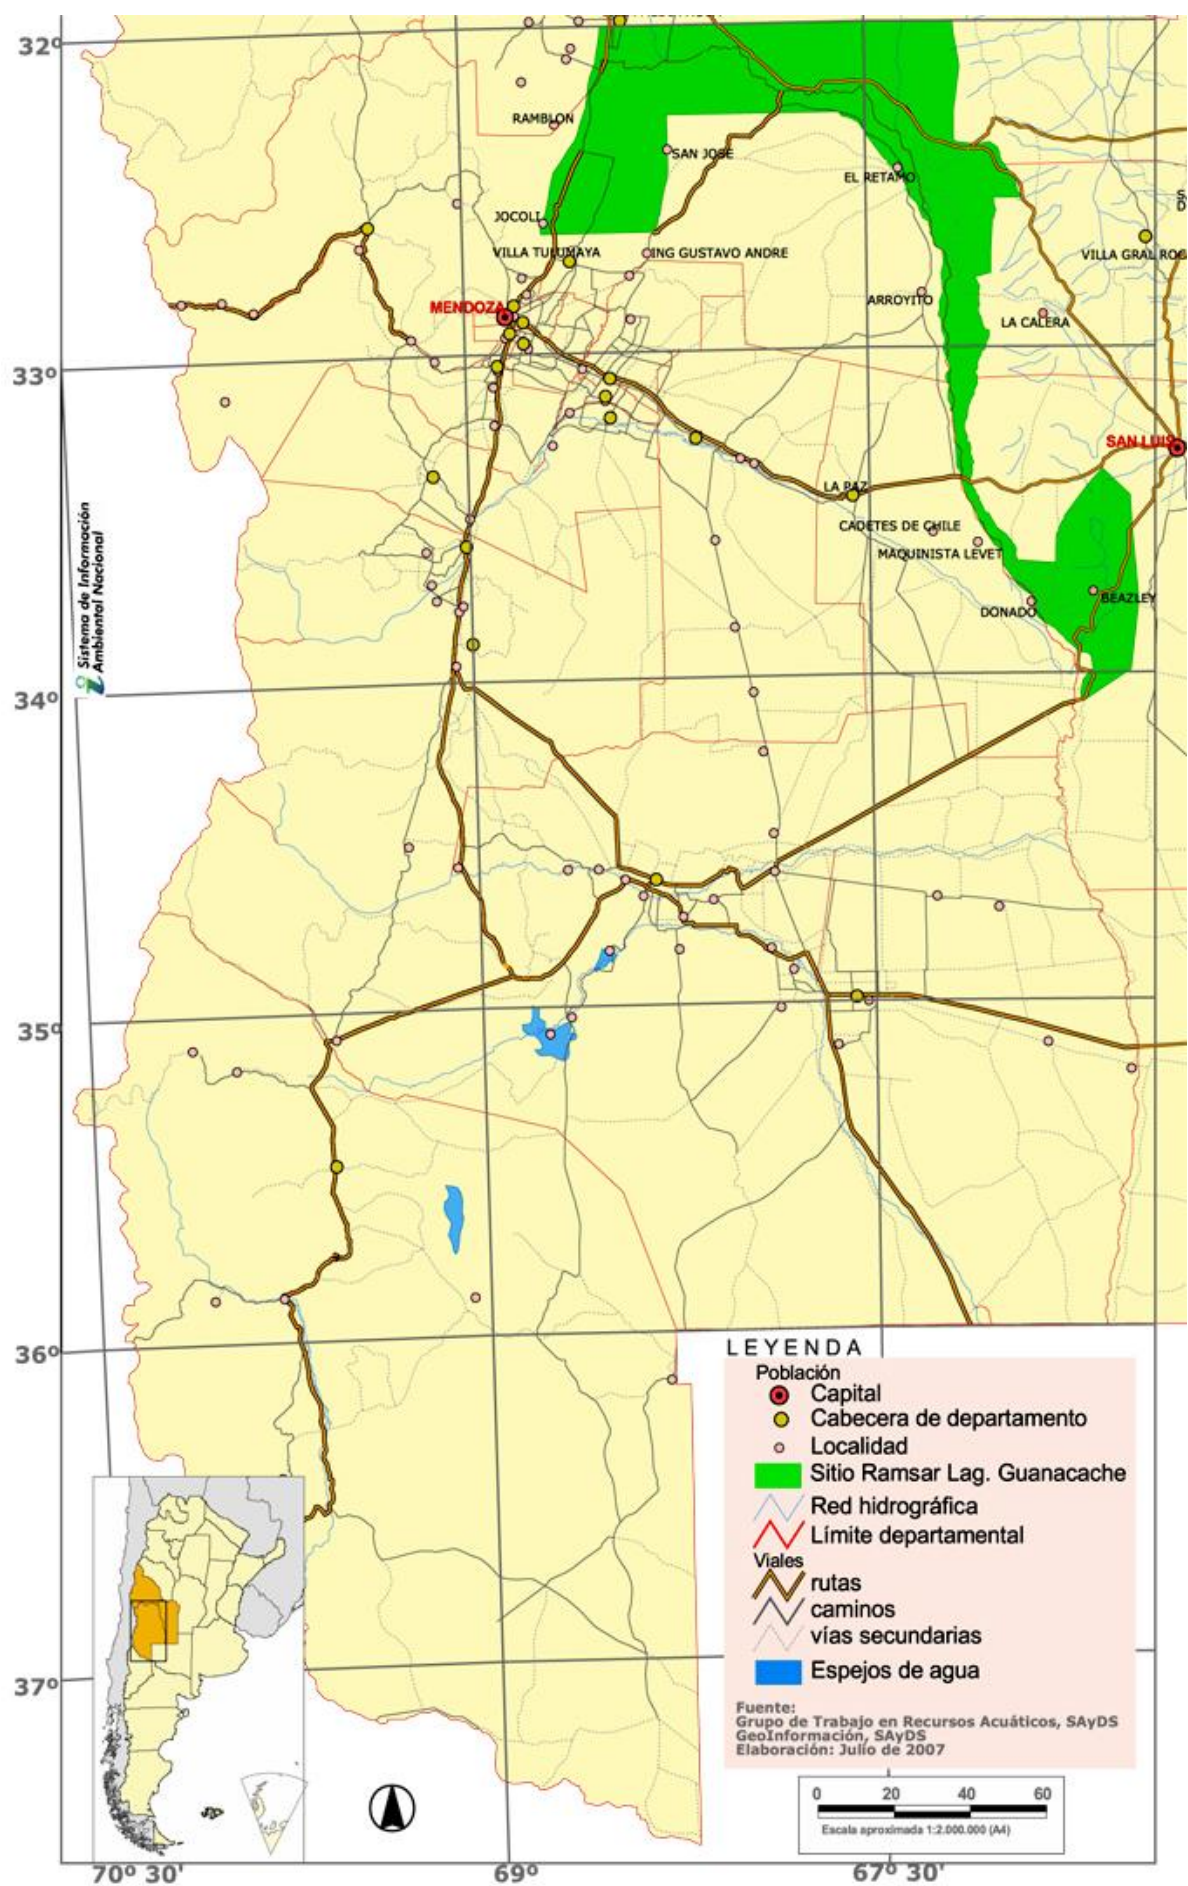 32º
RAMBLON
SAN JOSE
EL RETAMO
JOCOLI
VILLA TULUMAYA
ING GUSTAVO ANDRE
VILLA GRAL ROC
ARROYITO
MENDOZA
LA CALERA
33º
SAN LUIS
LA PAZ
CADETES DE CHILE
MAQUINISTA LEVET
Sistema de Información
Ambiental Nacional
DONADO
BEAZLEY
34º
35º
36º
LEYENDA
Población
Capital
Cabecera de departamento
Localidad
Sitio Ramsar Lag. Guanacache
Red hidrográfica
Límite departamental
Viales
rutas
caminos
vías secundarias
Espejos de agua
37º
Fuente:
Grupo de Trabajo en Recursos Acuáticos, SAyDS
GeoInformación, SAyDS
Elaboración: Julio de 2007
0 20 40 60
Escala aproximada 1:2.000.000 (A4)
70º 30' 69º 67º 30'